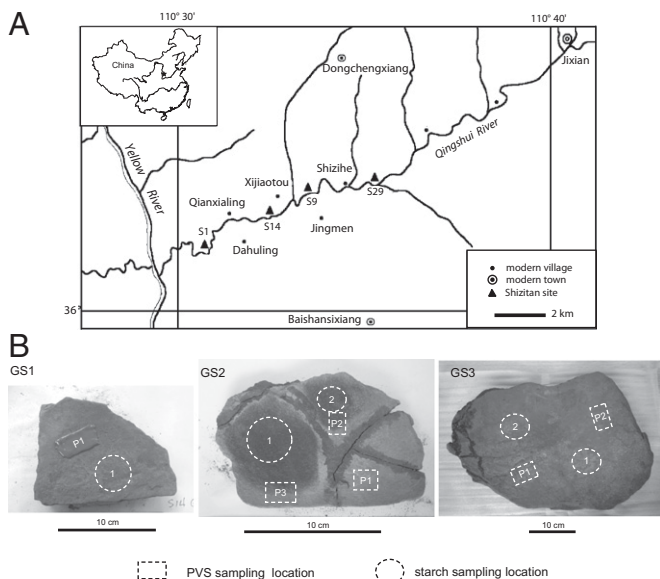 A
110° 30'
110° 40'
China
Dongchengxiang
Jixian
Qingshui River
Yellow
River
Xijiaotou
Shizihe
Qianxialing
S9
S29
S14
S1
Jingmen
Dahuling
modern village
modern town
Shizitan site
2 km
36°
Baishansixiang
B
GS1
GS2
GS3
P1
1
2
P2
1
P1
P3
2
P2
P1
1
10 cm
10 cm
10 cm
PVS sampling location
starch sampling location